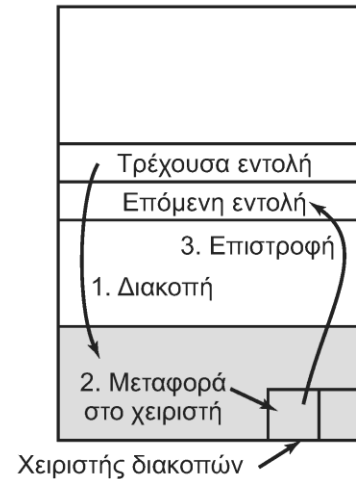 Τρέχουσα εντολή
Επόμενη εντολή
3. Επιστροφή
1. Διακοπή
2. Μεταφορά
στο χειριστή
Χειριστής διακοπών